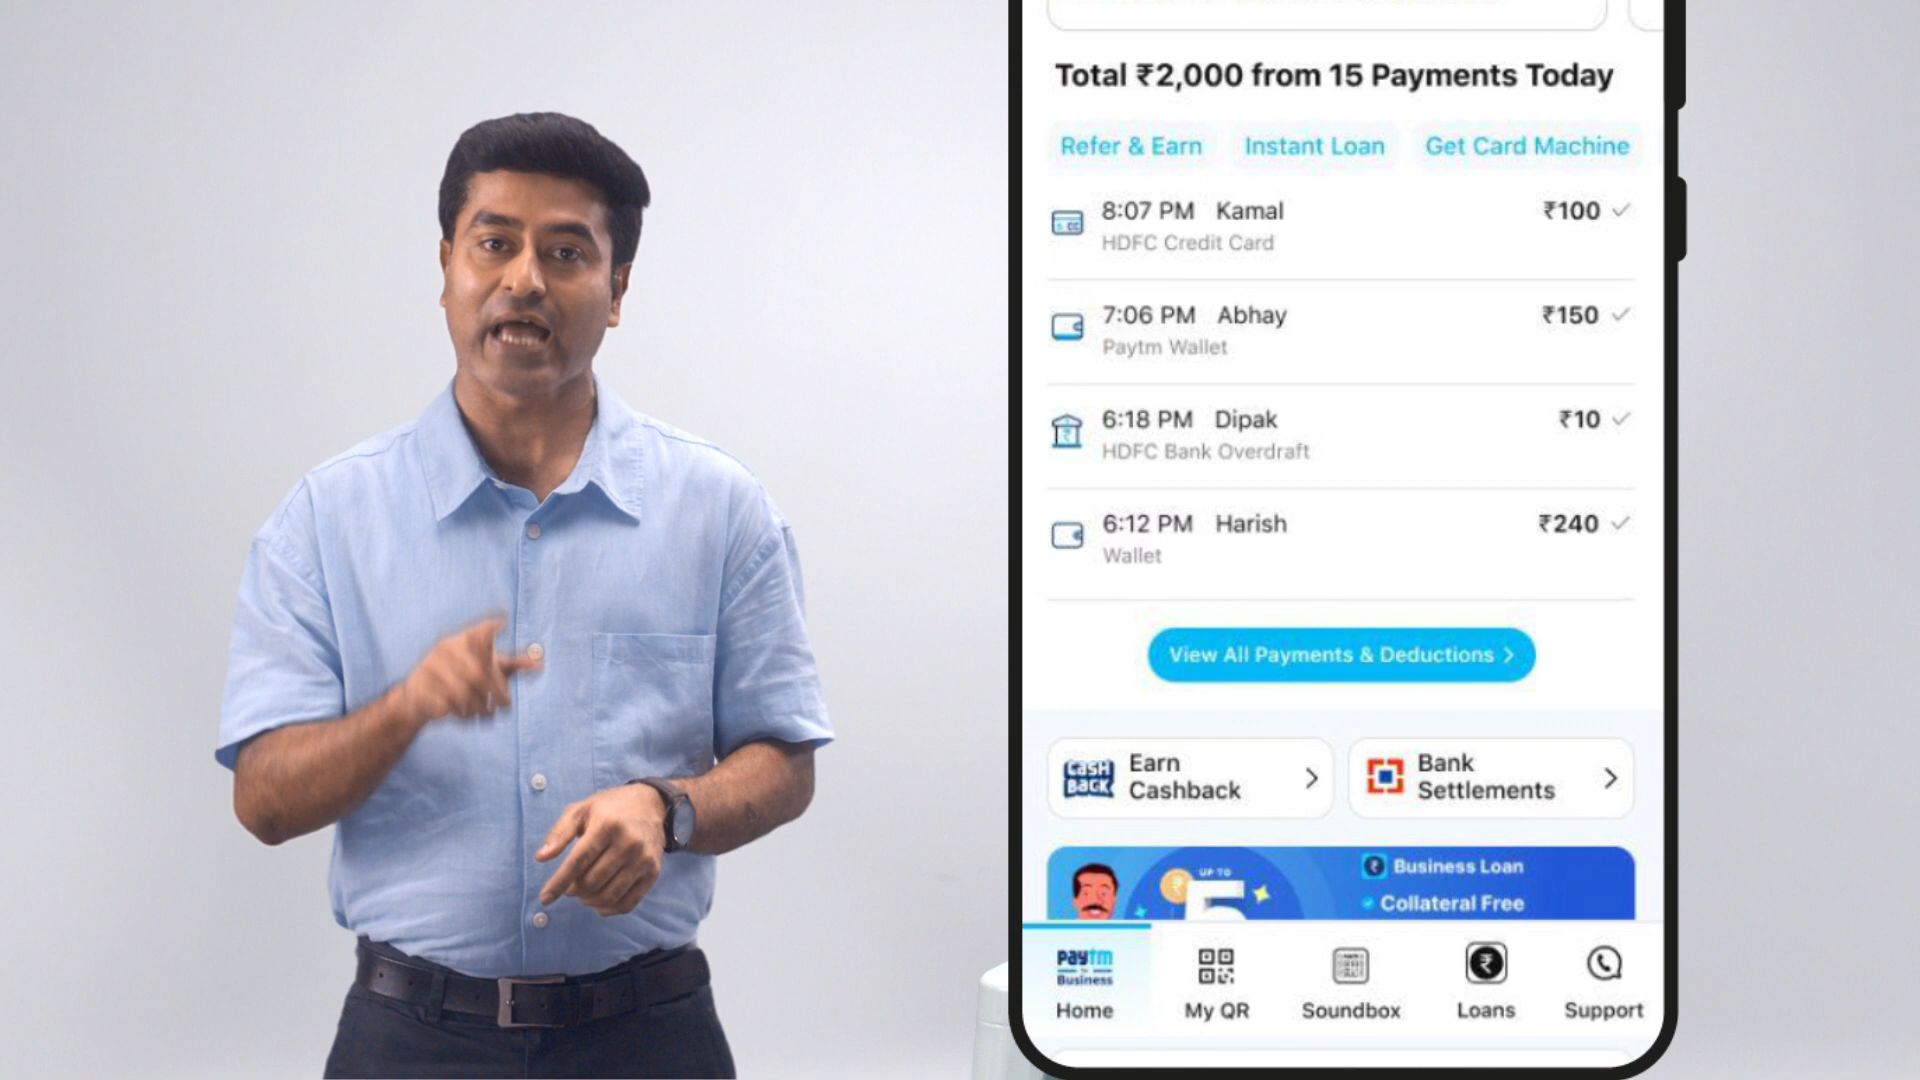 Total ₹2,000 from 15 Payments Today
Refer & Earn Instant Loan Get Card Machine
8:07 PM Kamal ₹100
HDFC Credit Card
7:06 PM Abhay ₹150
Paytm Wallet
6:18 PM Dipak ₹10
HDFC Bank Overdraft
6:12 PM Harish ₹240
Wallet
View All Payments & Deductions
CASH BACK
Earn
Cashback
Bank
Settlements
UP TO
5
Business Loan
Collateral Free
paytm
Business
Home
My QR
Soundbox
Loans
Support